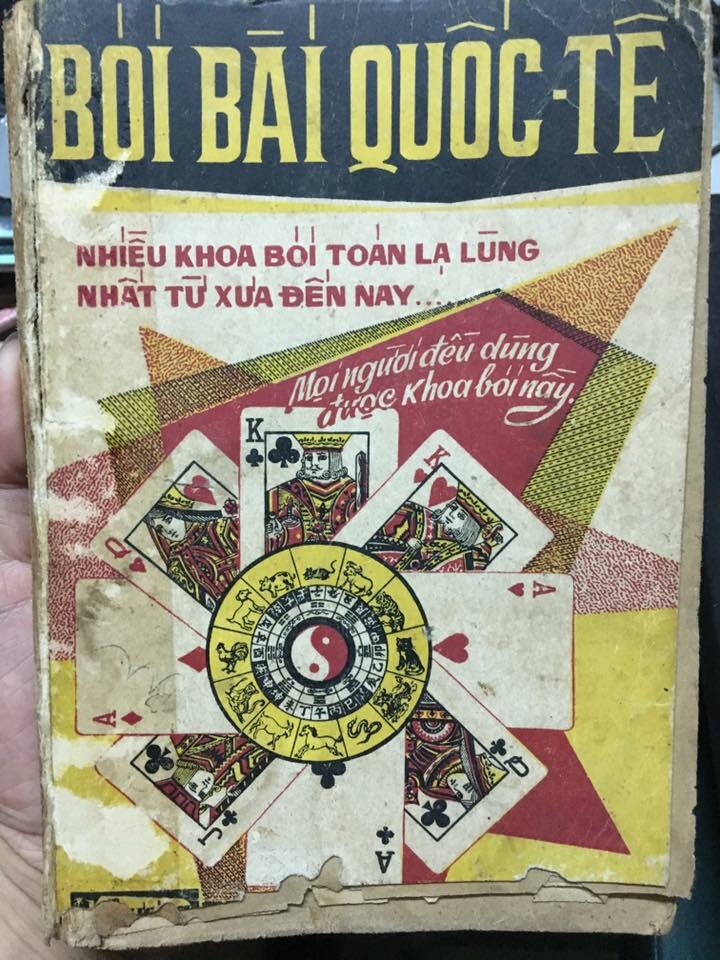 BÓI BÀI QUỐC-TẾ
NHIỀU KHOA BÓI TOÁN LẠ LÙNG
NHẤT TỪ XƯA ĐẾN NAY.....
Mọi người đều dùng
được khoa bói nầy.
K
K
Q
A
A
J
A
Q